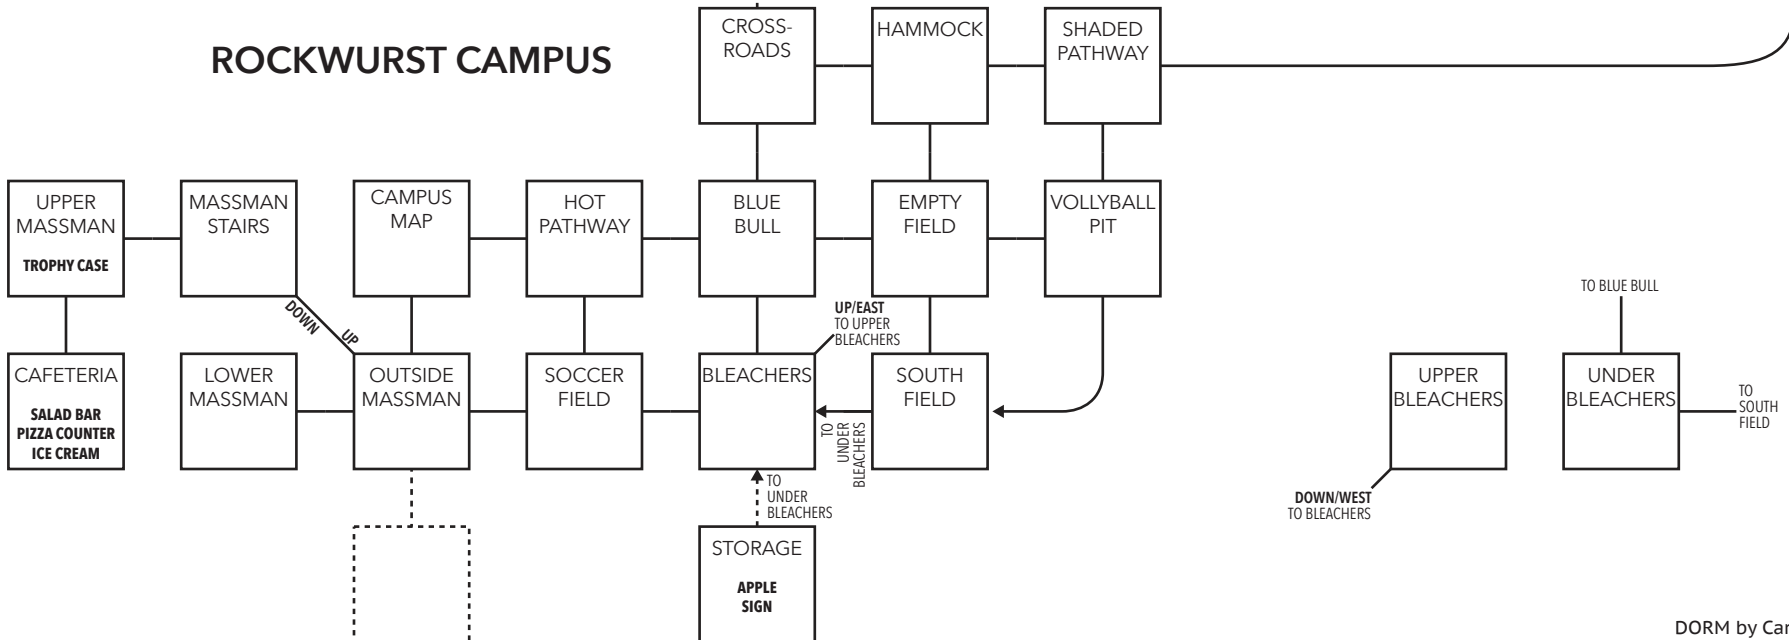 ROCKWURST CAMPUS
CROSS-
ROADS
HAMMOCK
SHADED
PATHWAY
UPPER
MASSMAN
TROPHY CASE
MASSMAN
STAIRS
CAMPUS
MAP
HOT
PATHWAY
BLUE
BULL
EMPTY
FIELD
VOLLYBALL
PIT
DOWN
UP
UP/EAST
TO UPPER
BLEACHERS
TO BLUE BULL
CAFETERIA
SALAD BAR
PIZZA COUNTER
ICE CREAM
LOWER
MASSMAN
OUTSIDE
MASSMAN
SOCCER
FIELD
BLEACHERS
TO
UNDER
BLEACHERS
SOUTH
FIELD
UPPER
BLEACHERS
UNDER
BLEACHERS
TO
SOUTH
FIELD
DOWN/WEST
TO BLEACHERS
TO
UNDER
BLEACHERS
STORAGE
APPLE
SIGN
DORM by Car